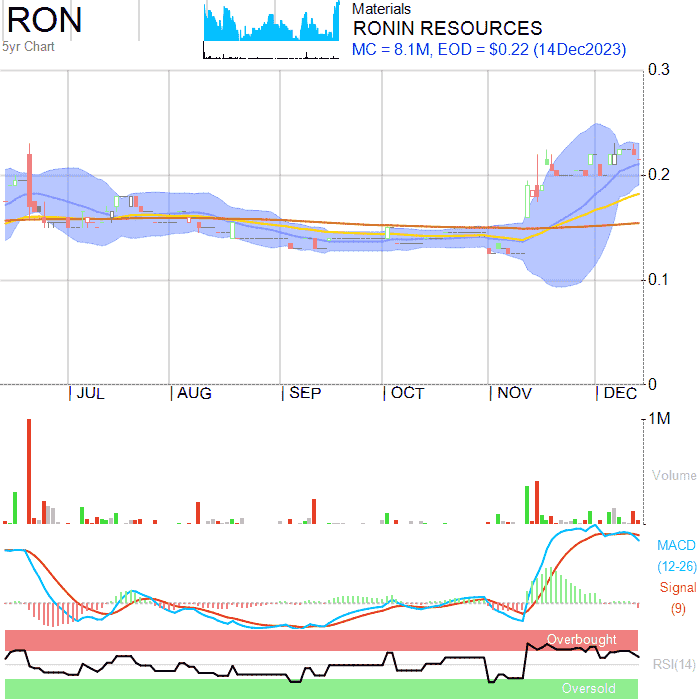 RON
5yr Chart
Materials
RONIN RESOURCES
MC = 8.1M, EOD = $0.22 (14Dec2023)
0.3
0.2
0.1
0
JUL AUG SEP OCT NOV DEC
1M
Volume
MACD
(12-26)
Signal
(9)
Overbought
RSI(14)
Oversold